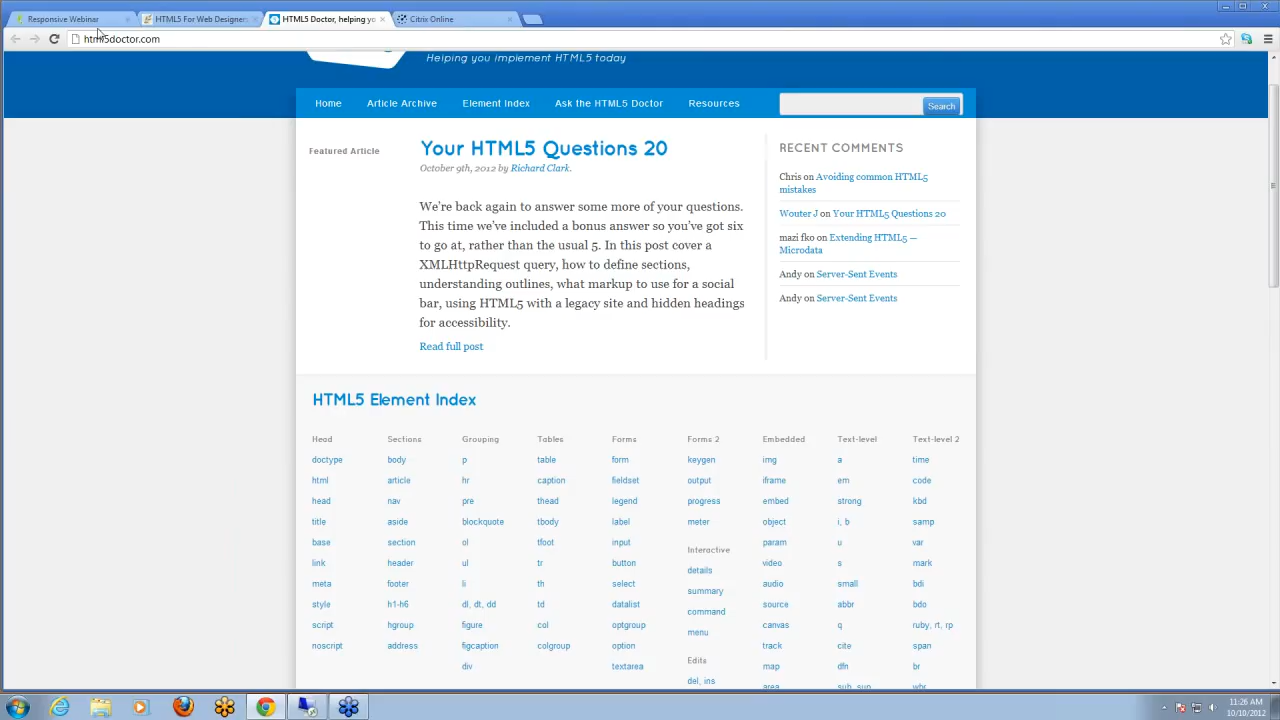 Responsive Webinar
HTML5 For Web Designers
HTML5 Doctor, helping yo
Citrix Online
html5doctor.com
Helping you implement HTML5 today
Home
Article Archive
Element Index
Ask the HTML5 Doctor
Resources
Search
Featured Article
Your HTML5 Questions 20
October 9th, 2012 by Richard Clark.
We're back again to answer some more of your questions.
This time we've included a bonus answer so you've got six
to go at, rather than the usual 5. In this post cover a
XMLHttpRequest query, how to define sections,
understanding outlines, what markup to use for a social
bar, using HTML5 with a legacy site and hidden headings
for accessibility.
Read full post
RECENT COMMENTS
Chris on Avoiding common HTML5
mistakes
Wouter J on Your HTML5 Questions 20
mazi fko on Extending HTML5 —
Microdata
Andy on Server-Sent Events
Andy on Server-Sent Events
HTML5 Element Index
Head
doctype
html
head
title
base
link
meta
style
script
noscript
Sections
body
article
nav
aside
section
header
footer
h1-h6
hgroup
address
Grouping
p
hr
pre
blockquote
ol
ul
li
dl, dt, dd
figure
figcaption
div
Tables
table
caption
thead
tbody
tfoot
tr
th
td
col
colgroup
Forms
form
fieldset
legend
label
input
button
select
datalist
optgroup
option
textarea
Forms 2
keygen
output
progress
meter
Interactive
details
summary
command
menu
Edits
del, ins
Embedded
img
iframe
embed
object
param
video
audio
source
canvas
track
map
area
Text-level
a
em
strong
i, b
u
s
small
abbr
q
cite
dfn
sub, sup
Text-level 2
time
code
kbd
samp
var
mark
bdi
bdo
ruby, rt, rp
span
br
wbr
11:26 AM
10/10/2012